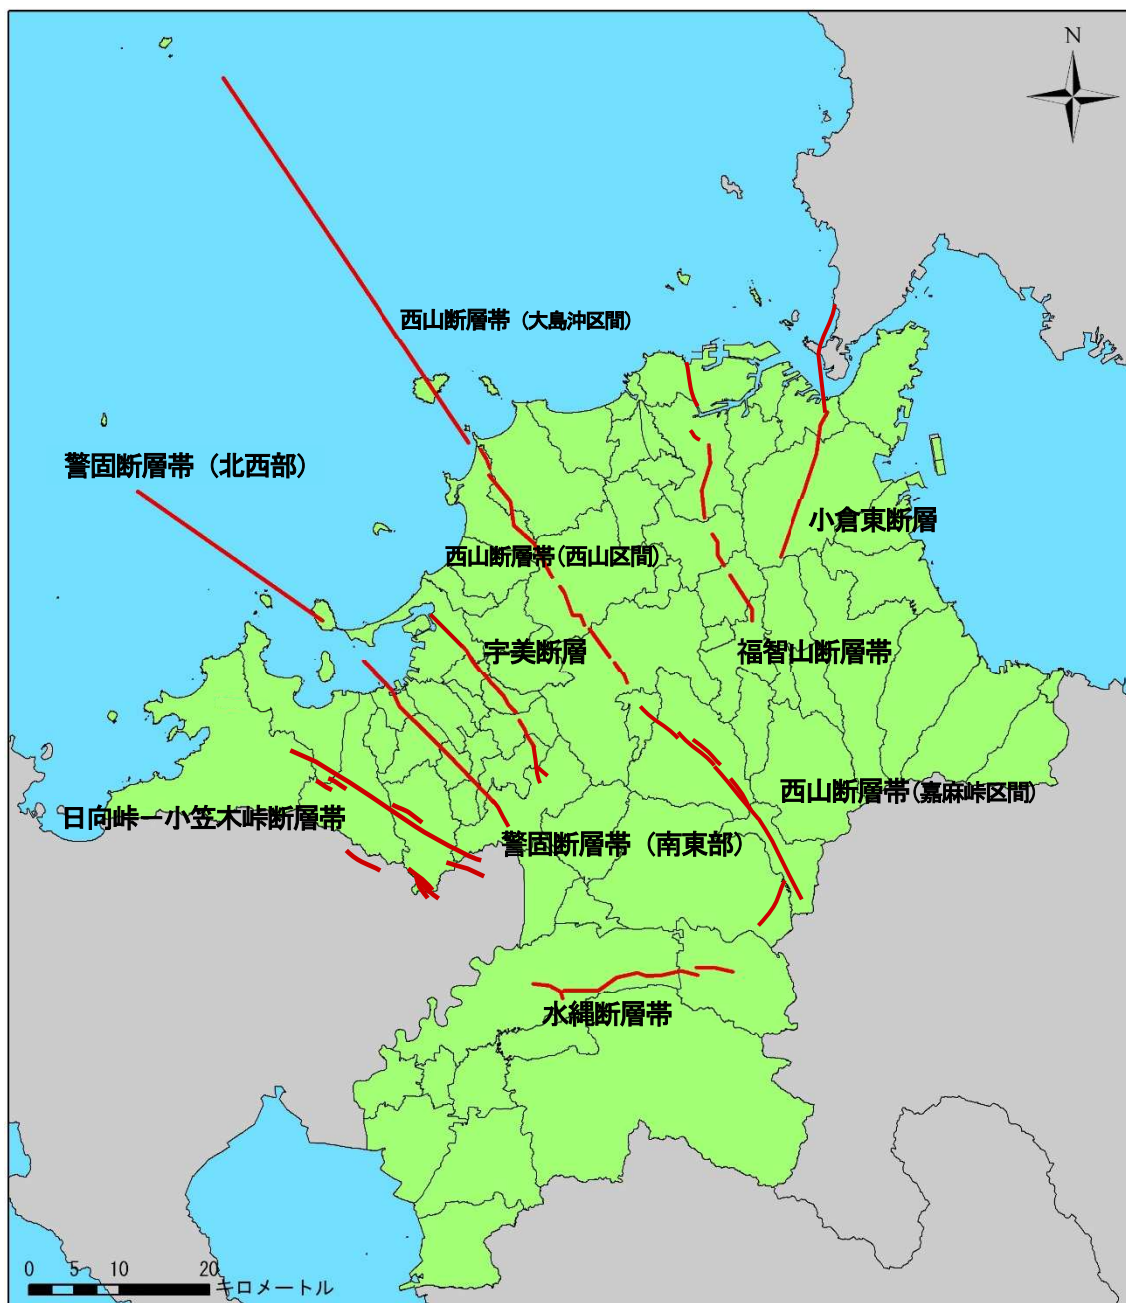 N
西山断層帯（大島沖区間）
警固断層帯（北西部）
小倉東断層
西山断層帯(西山区間)
宇美断層
福智山断層帯
西山断層帯(嘉麻峠区間)
日向峠－小笠木峠断層帯
警固断層帯（南東部）
水縄断層帯
0 5 10 20
キロメートル